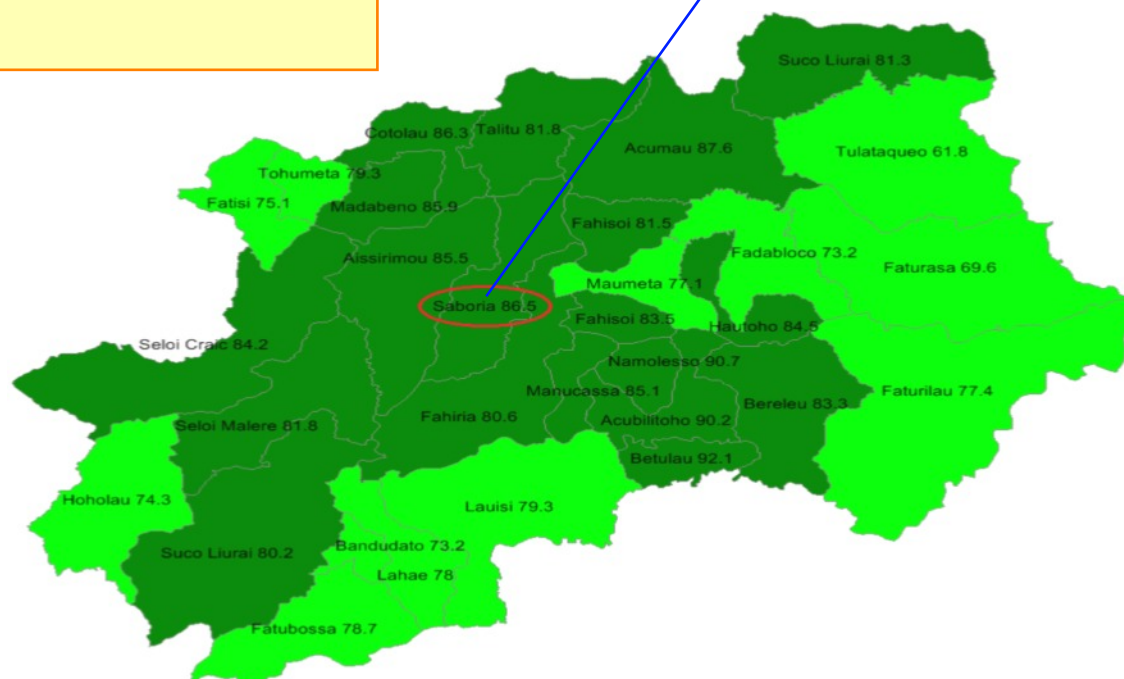 Suco Liurai 81.3
Cotolau 86.3
Talitu 81.8
Acumau 87.6
Tulataqueo 61.8
Tohumeta 79.3
Fatisi 75.1
Madabeno 85.9
Fahisoi 81.5
Fadabloco 73.2
Aissirimou 85.5
Faturasa 69.6
Maumeta 77.1
Saboria 86.5
Fahisoi 83.5
Hautoho 84.5
Seloi Craic 84.2
Namolesso 90.7
Manucassa 85.1
Faturilau 77.4
Bereleu 83.3
Fahiria 80.6
Acubilitoho 90.2
Seloi Malere 81.8
Betulau 92.1
Hoholau 74.3
Lauisi 79.3
Bandudato 73.2
Suco Liurai 80.2
Lahae 78
Fatubossa 78.7